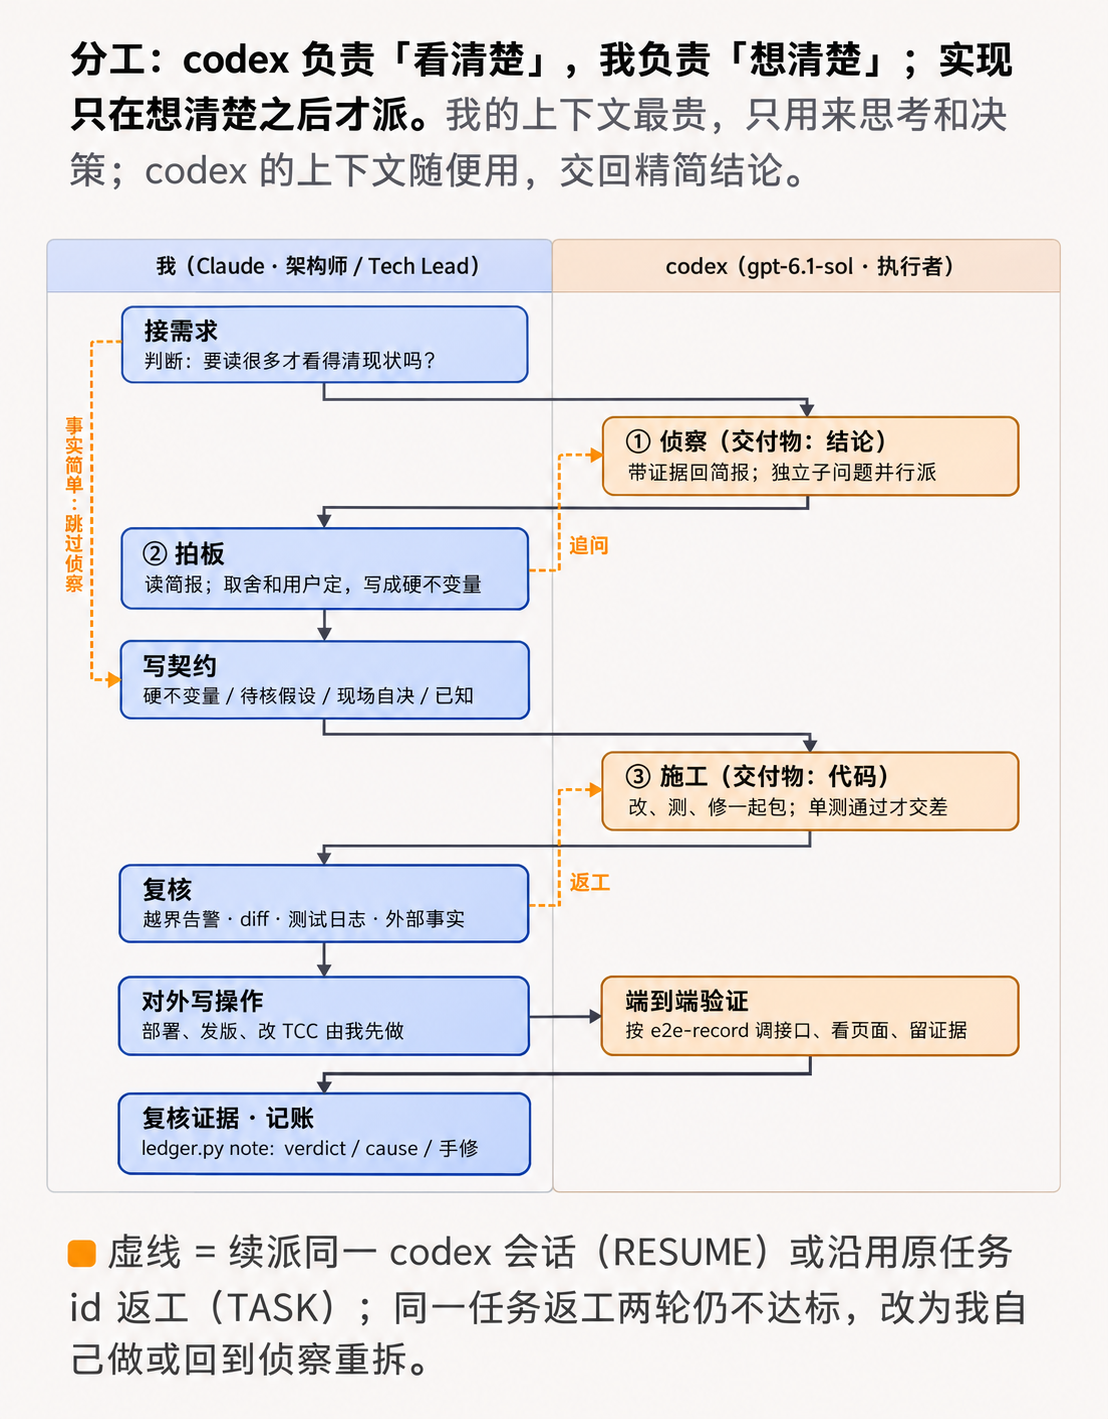 分工：codex 负责「看清楚」，我负责「想清楚」；实现
只在想清楚之后才派。我的上下文最贵，只用来思考和决
策；codex 的上下文随便用，交回精简结论。
我（Claude · 架构师 / Tech Lead）
codex（gpt-6.1-sol · 执行者）
接需求
判断：要读很多才看得清现状吗？
事实简单：跳过侦察
① 侦察（交付物：结论）
带证据回简报；独立子问题并行派
② 拍板
读简报；取舍和用户定，写成硬不变量
追问
写契约
硬不变量 / 待核假设 / 现场自决 / 已知
③ 施工（交付物：代码）
改、测、修一起包；单测通过才交差
复核
越界告警 · diff · 测试日志 · 外部事实
返工
对外写操作
部署、发版、改 TCC 由我先做
端到端验证
按 e2e-record 调接口、看页面、留证据
复核证据 · 记账
ledger.py note: verdict / cause / 手修
虚线 = 续派同一 codex 会话（RESUME）或沿用原任务
id 返工（TASK）；同一任务返工两轮仍不达标，改为我自
己做或回到侦察重拆。